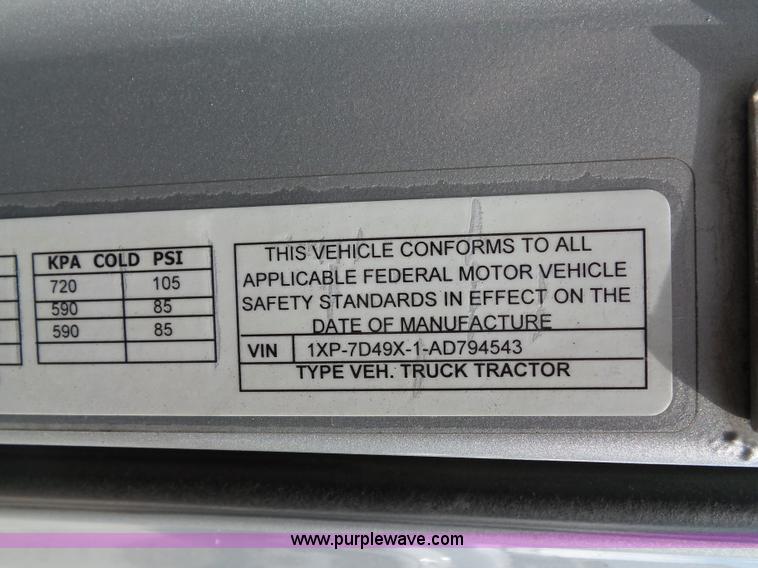 KPA COLD PSI
720 105
590 85
590 85
THIS VEHICLE CONFORMS TO ALL
APPLICABLE FEDERAL MOTOR VEHICLE
SAFETY STANDARDS IN EFFECT ON THE
DATE OF MANUFACTURE
VIN 1XP-7D49X-1-AD794543
TYPE VEH. TRUCK TRACTOR
www.purplewave.com